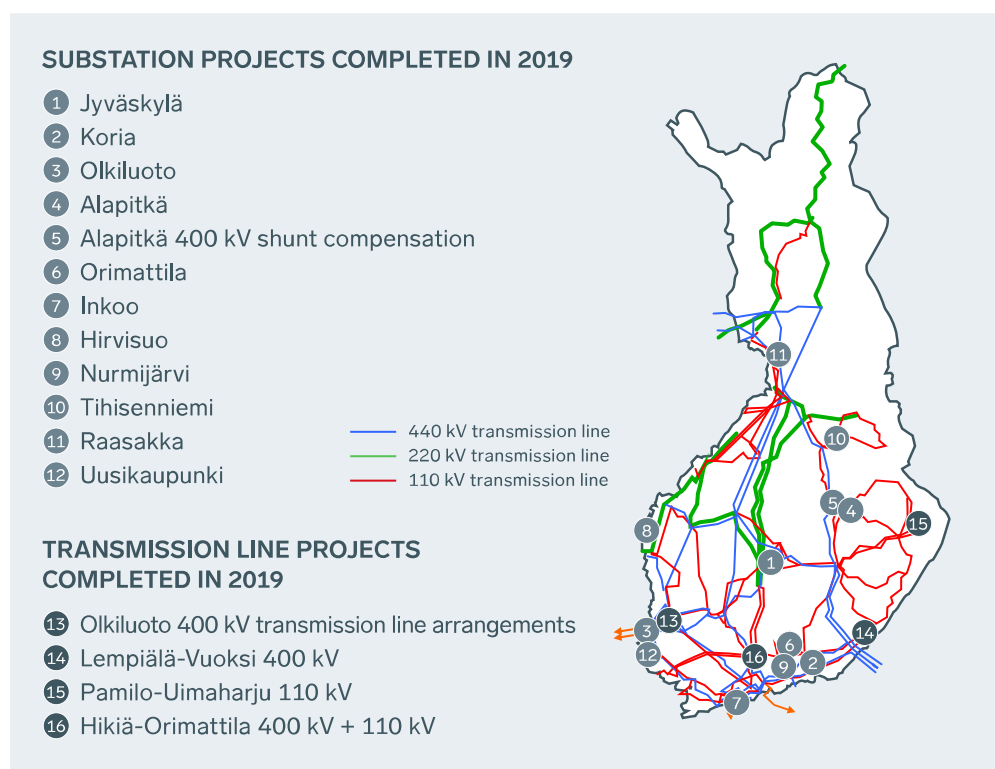 SUBSTATION PROJECTS COMPLETED IN 2019
1 Jyväskylä
2 Koria
3 Olkiluoto
4 Alapitkä
5 Alapitkä 400 kV shunt compensation
6 Orimattila
7 Inkoo
8 Hirvisuo
9 Nurmijärvi
10 Tihisenniemi
11 Raasakka
12 Uusikaupunki
440 kV transmission line
220 kV transmission line
110 kV transmission line
TRANSMISSION LINE PROJECTS
COMPLETED IN 2019
13 Olkiluoto 400 kV transmission line arrangements
14 Lempiälä-Vuoksi 400 kV
15 Pamilo-Uimaharju 110 kV
16 Hikiä-Orimattila 400 kV + 110 kV
11
10
5
4
15
8
1
13
3
14
12
16
6
9
2
7